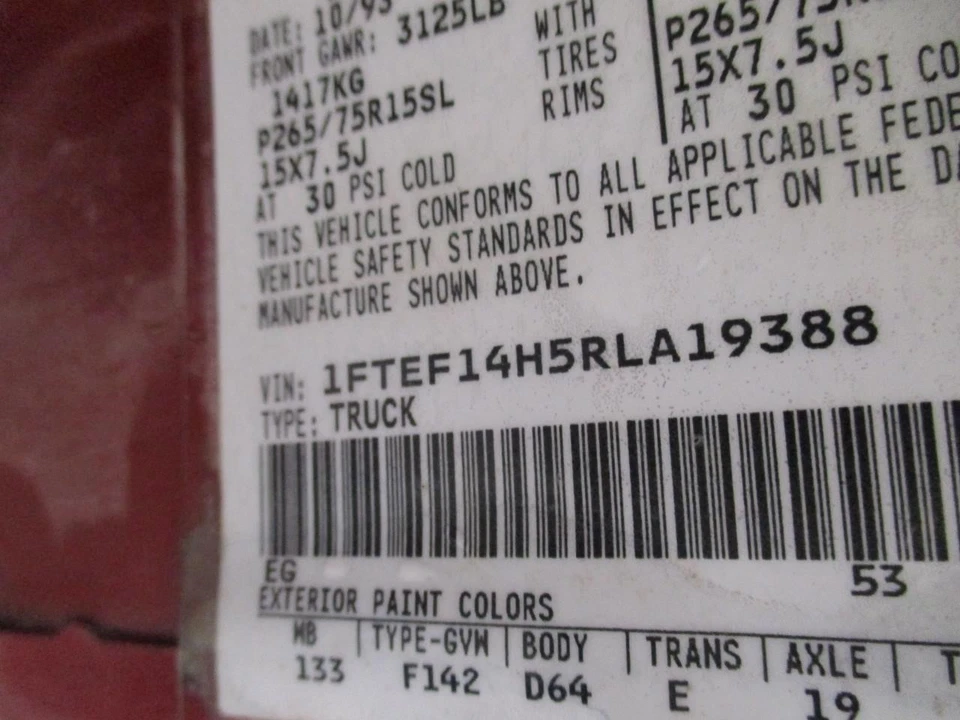 DATE: 10/93
FRONT GAWR: 3125LB
1417KG
P265/75R15SL
15X7.5J
AT 30 PSI COLD
WITH
TIRES
RIMS
P265/75R
15X7.5J
AT 30 PSI CO
THIS VEHICLE CONFORMS TO ALL APPLICABLE FEDE
VEHICLE SAFETY STANDARDS IN EFFECT ON THE DA
MANUFACTURE SHOWN ABOVE.
VIN: 1FTEF14H5RLA19388
TYPE: TRUCK
EG 53
EXTERIOR PAINT COLORS
WB | TYPE-GVW | BODY | TRANS | AXLE | T
133 F142 D64 E 19